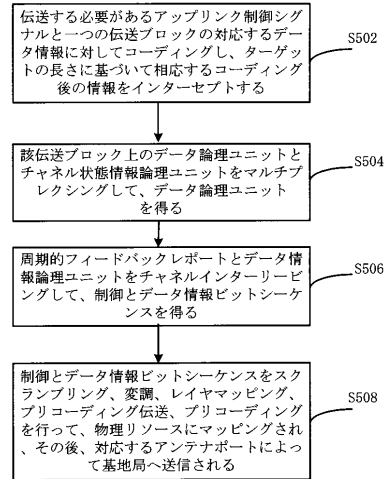 伝送する必要があるアップリンク制御シグ
ナルと一つの伝送ブロックの対応するデー
タ情報に対してコーディングし、ターゲッ
トの長さに基づいて相応するコーディング
後の情報をインターセプトする
S502
該伝送ブロック上のデータ論理ユニットと
チャネル状態情報論理ユニットをマルチプ
レクシングして、データ論理ユニット
を得る
S504
周期的フィードバックレポートとデータ情
報論理ユニットをチャネルインターリービ
ングして、制御とデータ情報ビットシーケ
ンスを得る
S506
制御とデータ情報ビットシーケンスをスク
ランブリング、変調、レイヤマッピング、
プリコーディング伝送、プリコーディング
を行って、物理リソースにマッピングされ
、その後、対応するアンテナポートによっ
て基地局へ送信される
S508